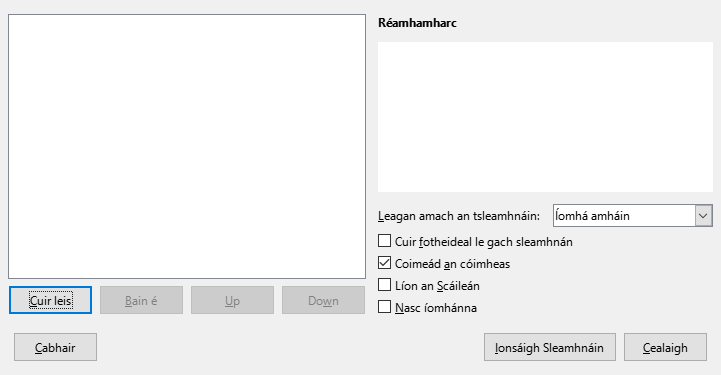 Réamhamharc
Leagan amach an tsleamhnáin: Íomhá amháin
Cuir fotheideal le gach sleamhnán
Coimeád an cóimheas
Líon an Scáileán
Nasc íomhánna
Cuir leis Bain é Up Down
Cabhair Ionsáigh Sleamhnáin Cealaigh